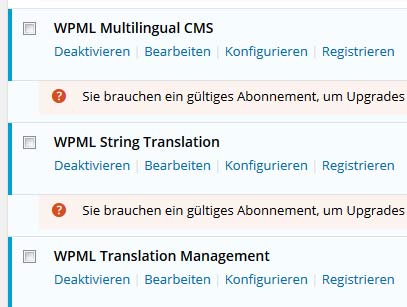 WPML Multilingual CMS
Deaktivieren | Bearbeiten | Konfigurieren | Registrieren
? Sie brauchen ein gültiges Abonnement, um Upgrades
WPML String Translation
Deaktivieren | Bearbeiten | Konfigurieren | Registrieren
? Sie brauchen ein gültiges Abonnement, um Upgrades
WPML Translation Management
Deaktivieren | Bearbeiten | Konfigurieren | Registrieren